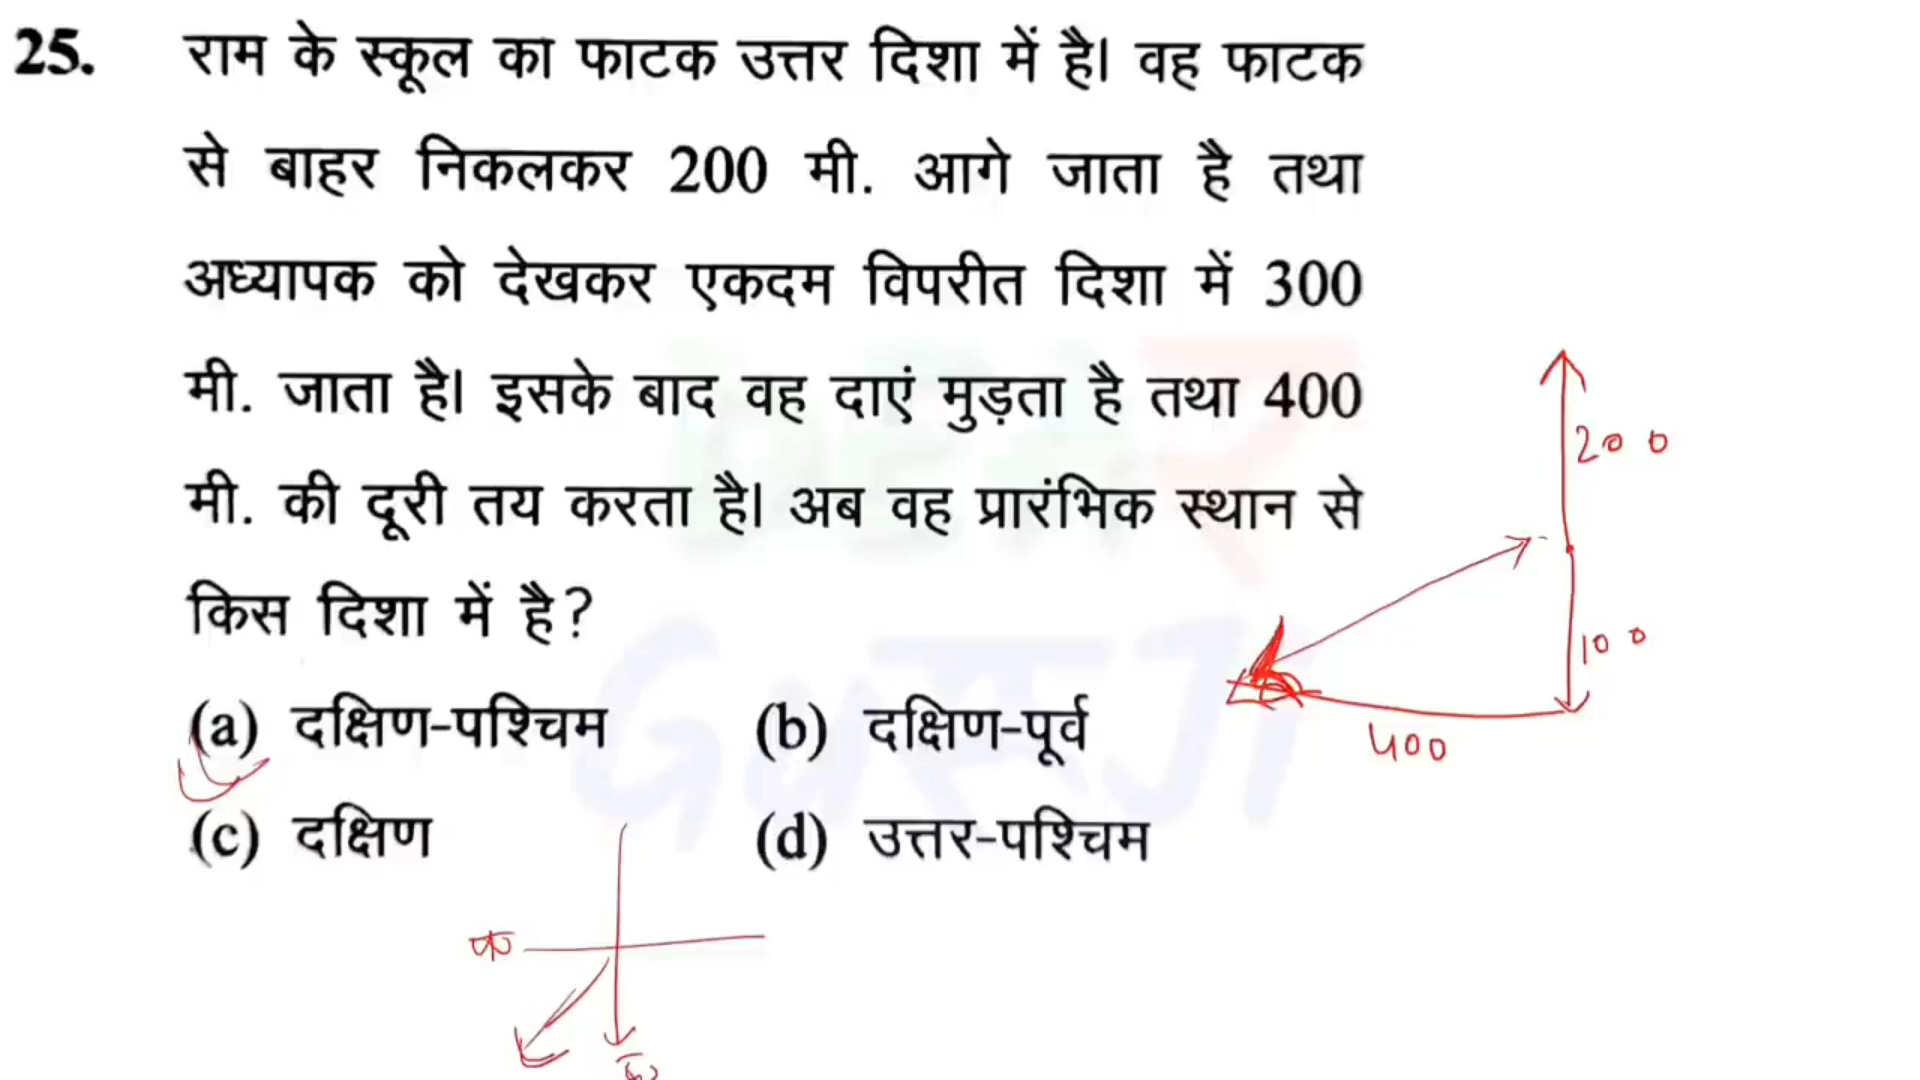 25. राम के स्कूल का फाटक उत्तर दिशा में है। वह फाटक
से बाहर निकलकर 200 मी. आगे जाता है तथा
अध्यापक को देखकर एकदम विपरीत दिशा में 300
मी. जाता है। इसके बाद वह दाएं मुड़ता है तथा 400
मी. की दूरी तय करता है। अब वह प्रारंभिक स्थान से
किस दिशा में है?
(a) दक्षिण-पश्चिम (b) दक्षिण-पूर्व
(c) दक्षिण (d) उत्तर-पश्चिम
200
100
400